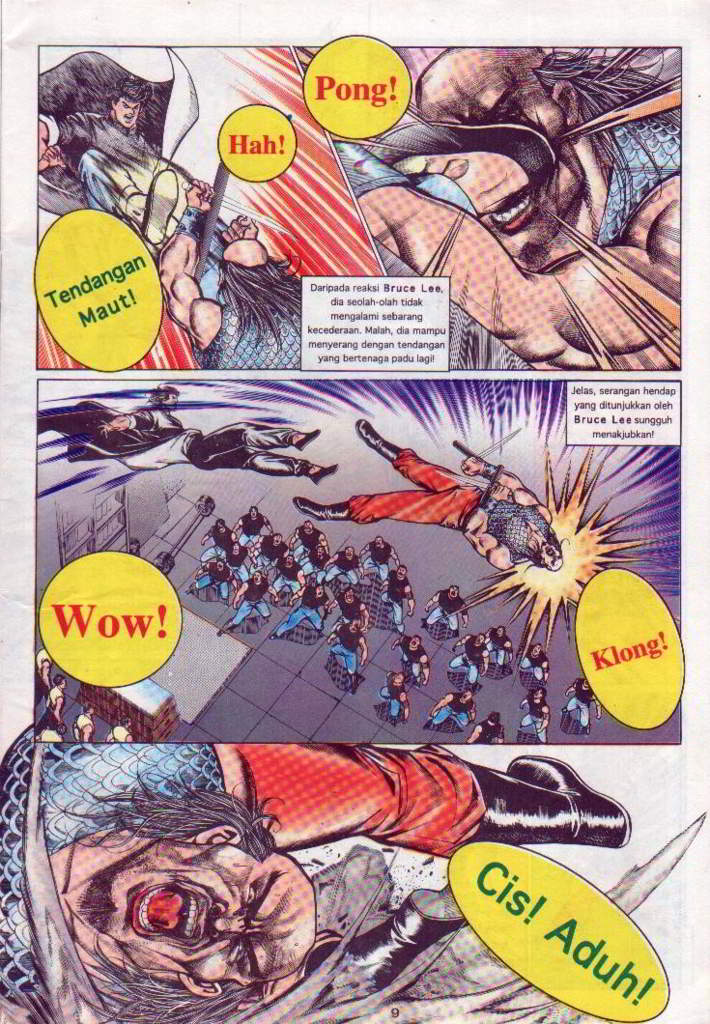 Pong!
Hah!
Tendangan
Maut!
Daripada reaksi Bruce Lee,
dia seolah-olah tidak
mengalami sebarang
kecederaan. Malah, dia mampu
menyerang dengan tendangan
yang bertenaga padu lagi!
Jelas, serangan hendap
yang ditunjukkan oleh
Bruce Lee sungguh
menakjubkan!
Wow!
Klong!
Cis! Aduh!
9